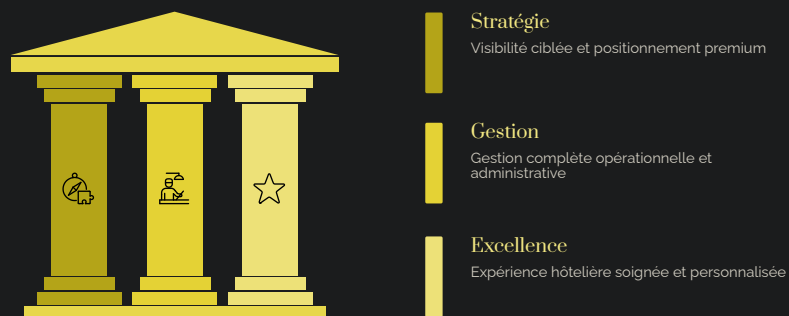 Stratégie
Visibilité ciblée et positionnement premium
Gestion
Gestion complète opérationnelle et
administrative
Excellence
Expérience hôtelière soignée et personnalisée